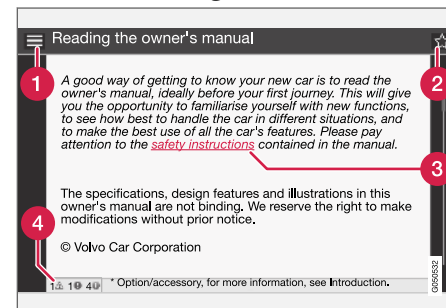 Reading the owner's manual
1
2
A good way of getting to know your new car is to read the
owner's manual, ideally before your first journey. This will give
you the opportunity to familiarise yourself with new functions,
to see how best to handle the car in different situations, and
to make the best use of all the car's features. Please pay
attention to the safety instructions contained in the manual.
3
The specifications, design features and illustrations in this
owner's manual are not binding. We reserve the right to make
modifications without prior notice.
4
© Volvo Car Corporation
1 1 4 * Option/accessory, for more information, see Introduction.
G050532